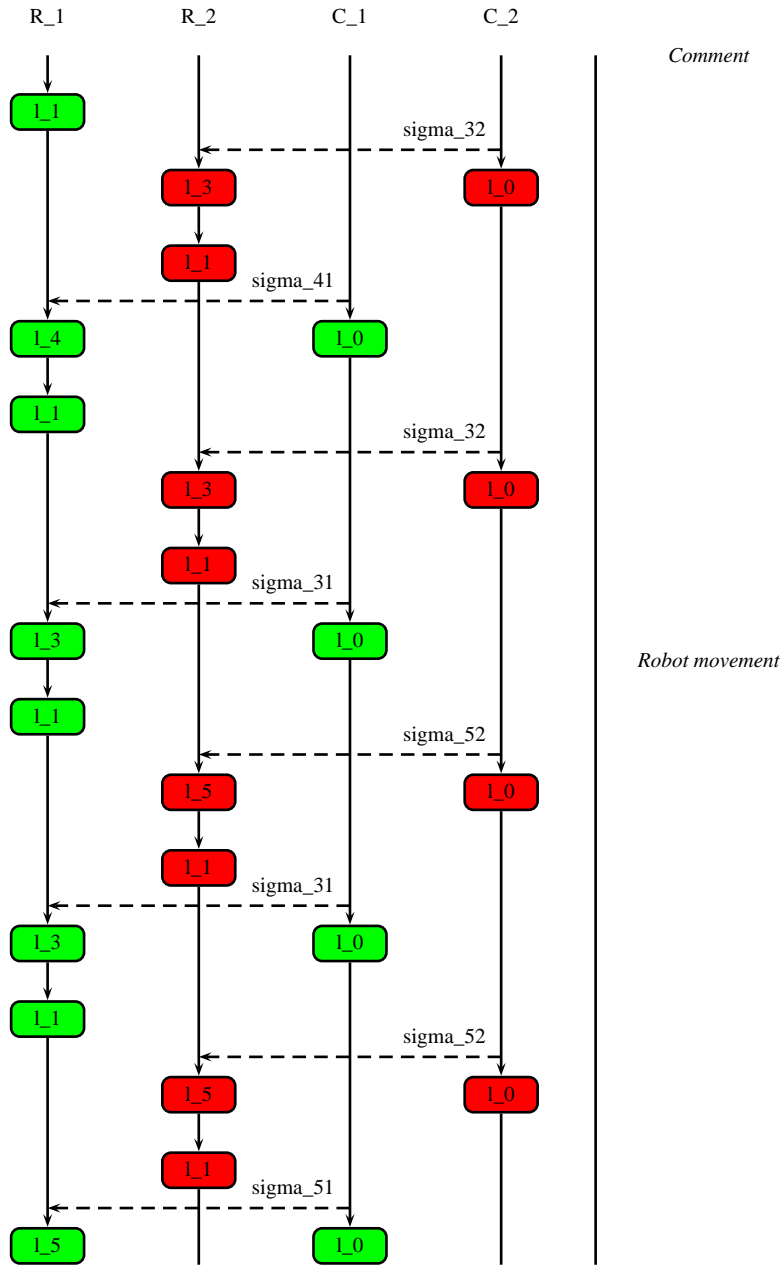 R_1 R_2 C_1 C_2
Comment
l_1
sigma_32
l_3 l_0
l_1
sigma_41
l_4 l_0
l_1
sigma_32
l_3 l_0
l_1
sigma_31
l_3 l_0
Robot movement
l_1
sigma_52
l_5 l_0
l_1
sigma_31
l_3 l_0
l_1
sigma_52
l_5 l_0
l_1
sigma_51
l_5 l_0